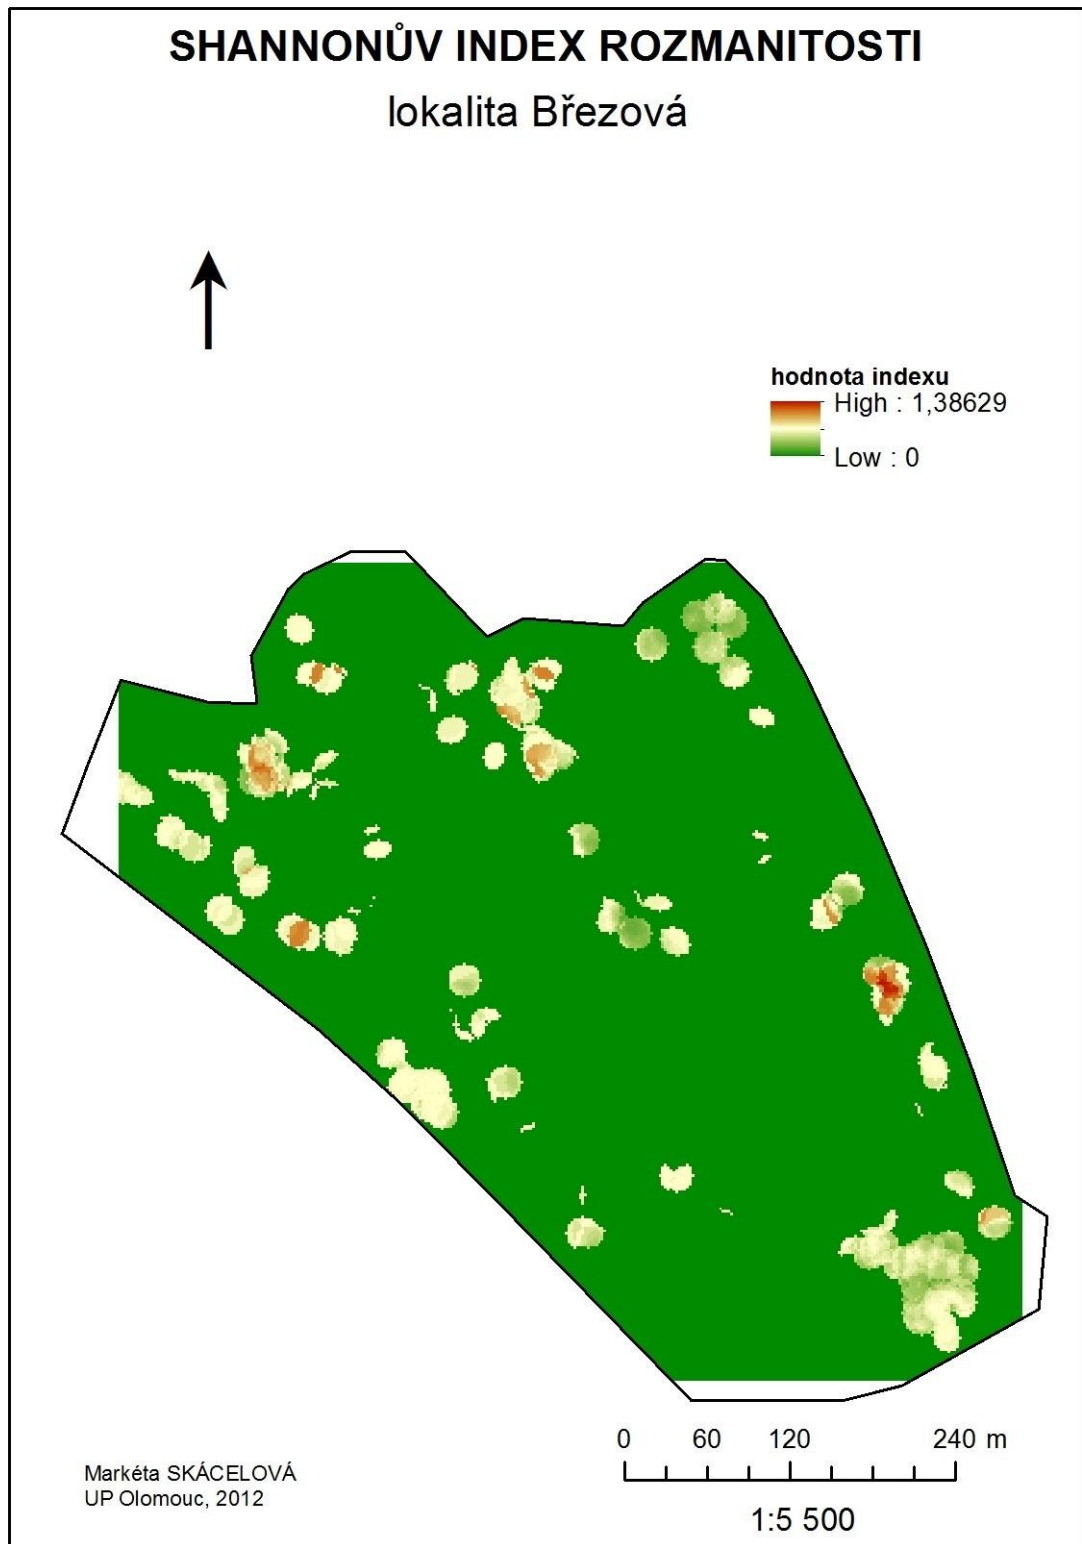 SHANNONŮV INDEX ROZMANITOSTI
lokalita Březová
hodnota indexu
High : 1,38629
Low : 0
0 60 120 240 m
1:5 500
Markéta SKÁCELOVÁ
UP Olomouc, 2012